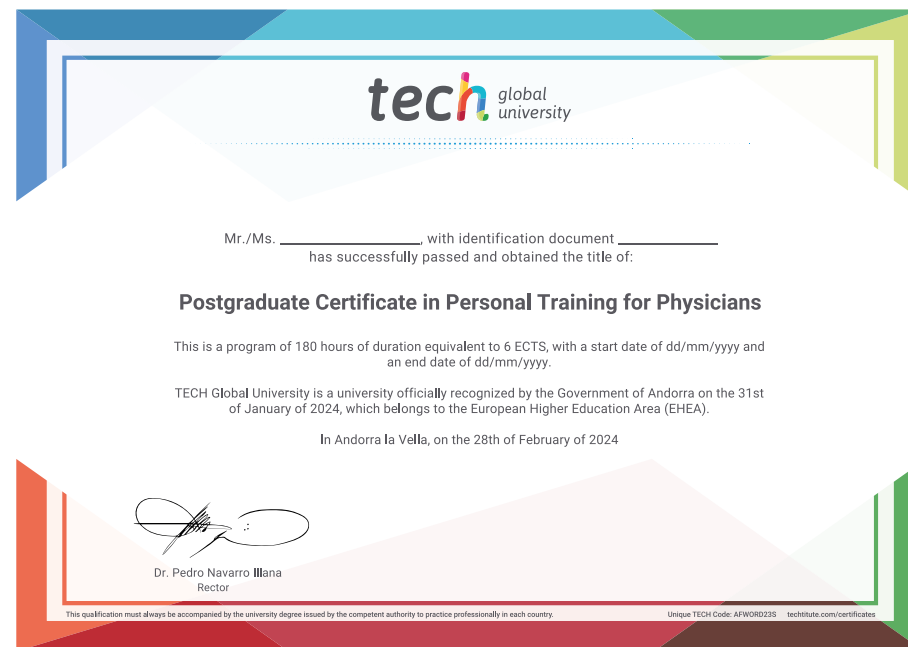 tech global university
Mr./Ms. ____________________, with identification document ______________
has successfully passed and obtained the title of:
Postgraduate Certificate in Personal Training for Physicians
This is a program of 180 hours of duration equivalent to 6 ECTS, with a start date of dd/mm/yyyy and
an end date of dd/mm/yyyy.
TECH Global University is a university officially recognized by the Government of Andorra on the 31st
of January of 2024, which belongs to the European Higher Education Area (EHEA).
In Andorra la Vella, on the 28th of February of 2024
Dr. Pedro Navarro Illana
Rector
This qualification must always be accompanied by the university degree issued by the competent authority to practice professionally in each country. Unique TECH Code: AFWORD23S techtitute.com/certificates